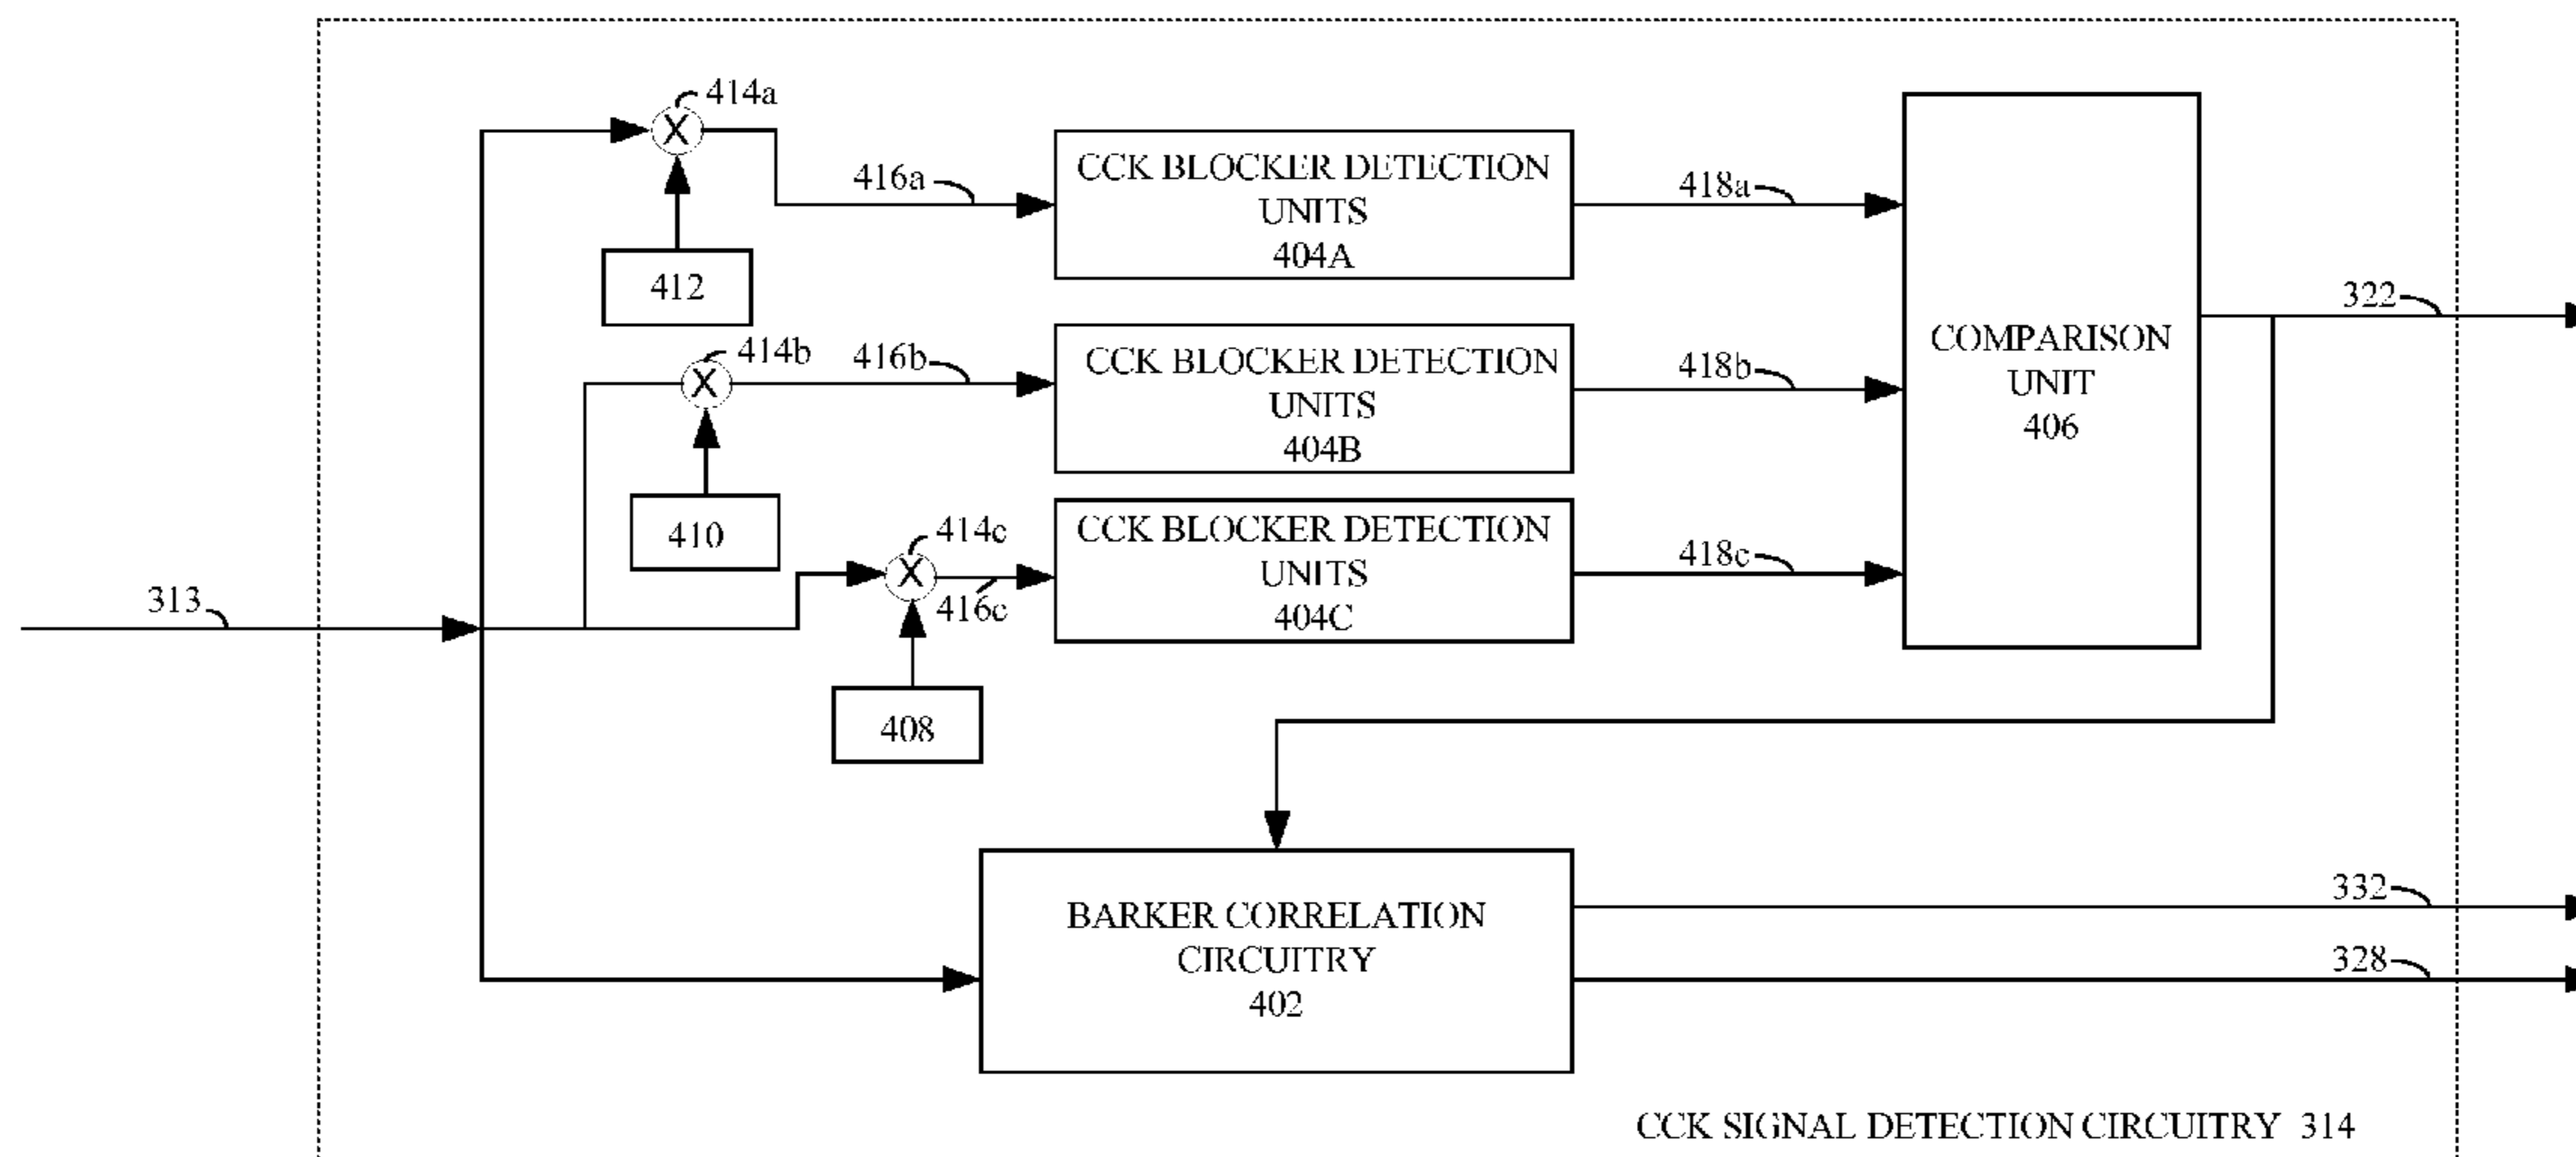 414a
416a
CCK BLOCKER DETECTION
UNITS
404A
418a
412
322
414b
416b
CCK BLOCKER DETECTION
UNITS
404B
418b
COMPARISON
UNIT
406
410
414c
416c
CCK BLOCKER DETECTION
UNITS
404C
418c
313
408
BARKER CORRELATION
CIRCUITRY
402
332
328
CCK SIGNAL DETECTION CIRCUITRY 314
X
X
X